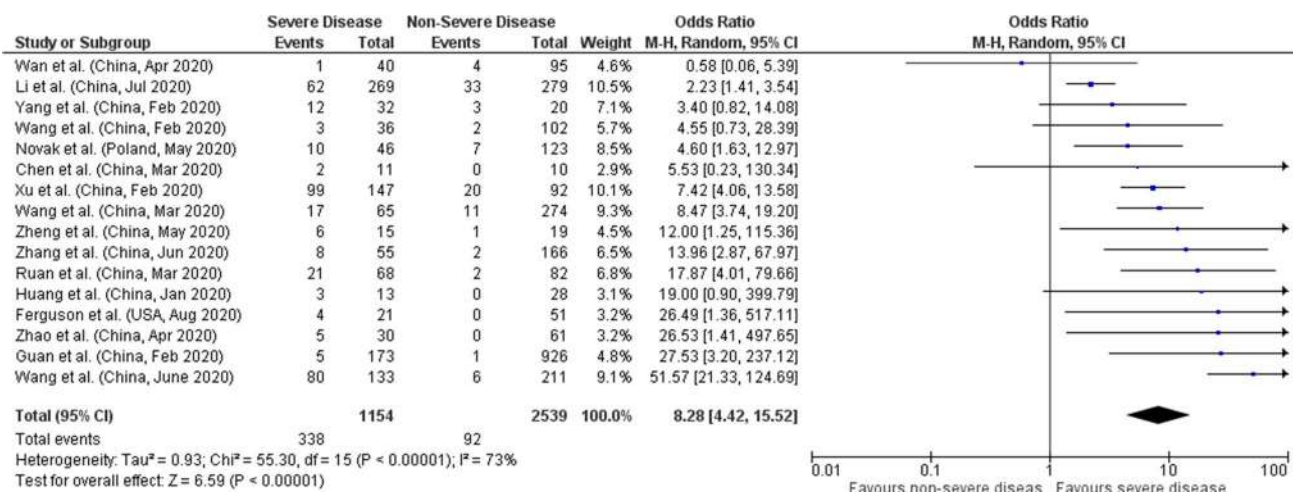 Severe Disease Non-Severe Disease Odds Ratio Odds Ratio
Study or Subgroup Events Total Events Total Weight M-H, Random, 95% CI M-H, Random, 95% CI
Wan et al. (China, Apr 2020) 1 40 4 95 4.6% 0.58 [0.06, 5.39]
Li et al. (China, Jul 2020) 62 269 33 279 10.5% 2.23 [1.41, 3.54]
Yang et al. (China, Feb 2020) 12 32 3 20 7.1% 3.40 [0.82, 14.08]
Wang et al. (China, Feb 2020) 3 36 2 102 5.7% 4.55 [0.73, 28.39]
Novak et al. (Poland, May 2020) 10 46 7 123 8.5% 4.60 [1.63, 12.97]
Chen et al. (China, Mar 2020) 2 11 0 10 2.9% 5.53 [0.23, 130.34]
Xu et al. (China, Feb 2020) 99 147 20 92 10.1% 7.42 [4.06, 13.58]
Wang et al. (China, Mar 2020) 17 65 11 274 9.3% 8.47 [3.74, 19.20]
Zheng et al. (China, May 2020) 6 15 1 19 4.5% 12.00 [1.25, 115.36]
Zhang et al. (China, Jun 2020) 8 55 2 166 6.5% 13.96 [2.87, 67.97]
Ruan et al. (China, Mar 2020) 21 68 2 82 6.8% 17.87 [4.01, 79.66]
Huang et al. (China, Jan 2020) 3 13 0 28 3.1% 19.00 [0.90, 399.79]
Ferguson et al. (USA, Aug 2020) 4 21 0 51 3.2% 26.49 [1.36, 517.11]
Zhao et al. (China, Apr 2020) 5 30 0 61 3.2% 26.53 [1.41, 497.65]
Guan et al. (China, Feb 2020) 5 173 1 926 4.8% 27.53 [3.20, 237.12]
Wang et al. (China, June 2020) 80 133 6 211 9.1% 51.57 [21.33, 124.69]
Total (95% CI) 1154 2539 100.0% 8.28 [4.42, 15.52]
Total events 338 92
Heterogeneity: Tau² = 0.93; Chi² = 55.30, df = 15 (P < 0.00001); I² = 73%
Test for overall effect: Z = 6.59 (P < 0.00001)
0.01 0.1 1 10 100
Favours non-severe diseas Favours severe disease